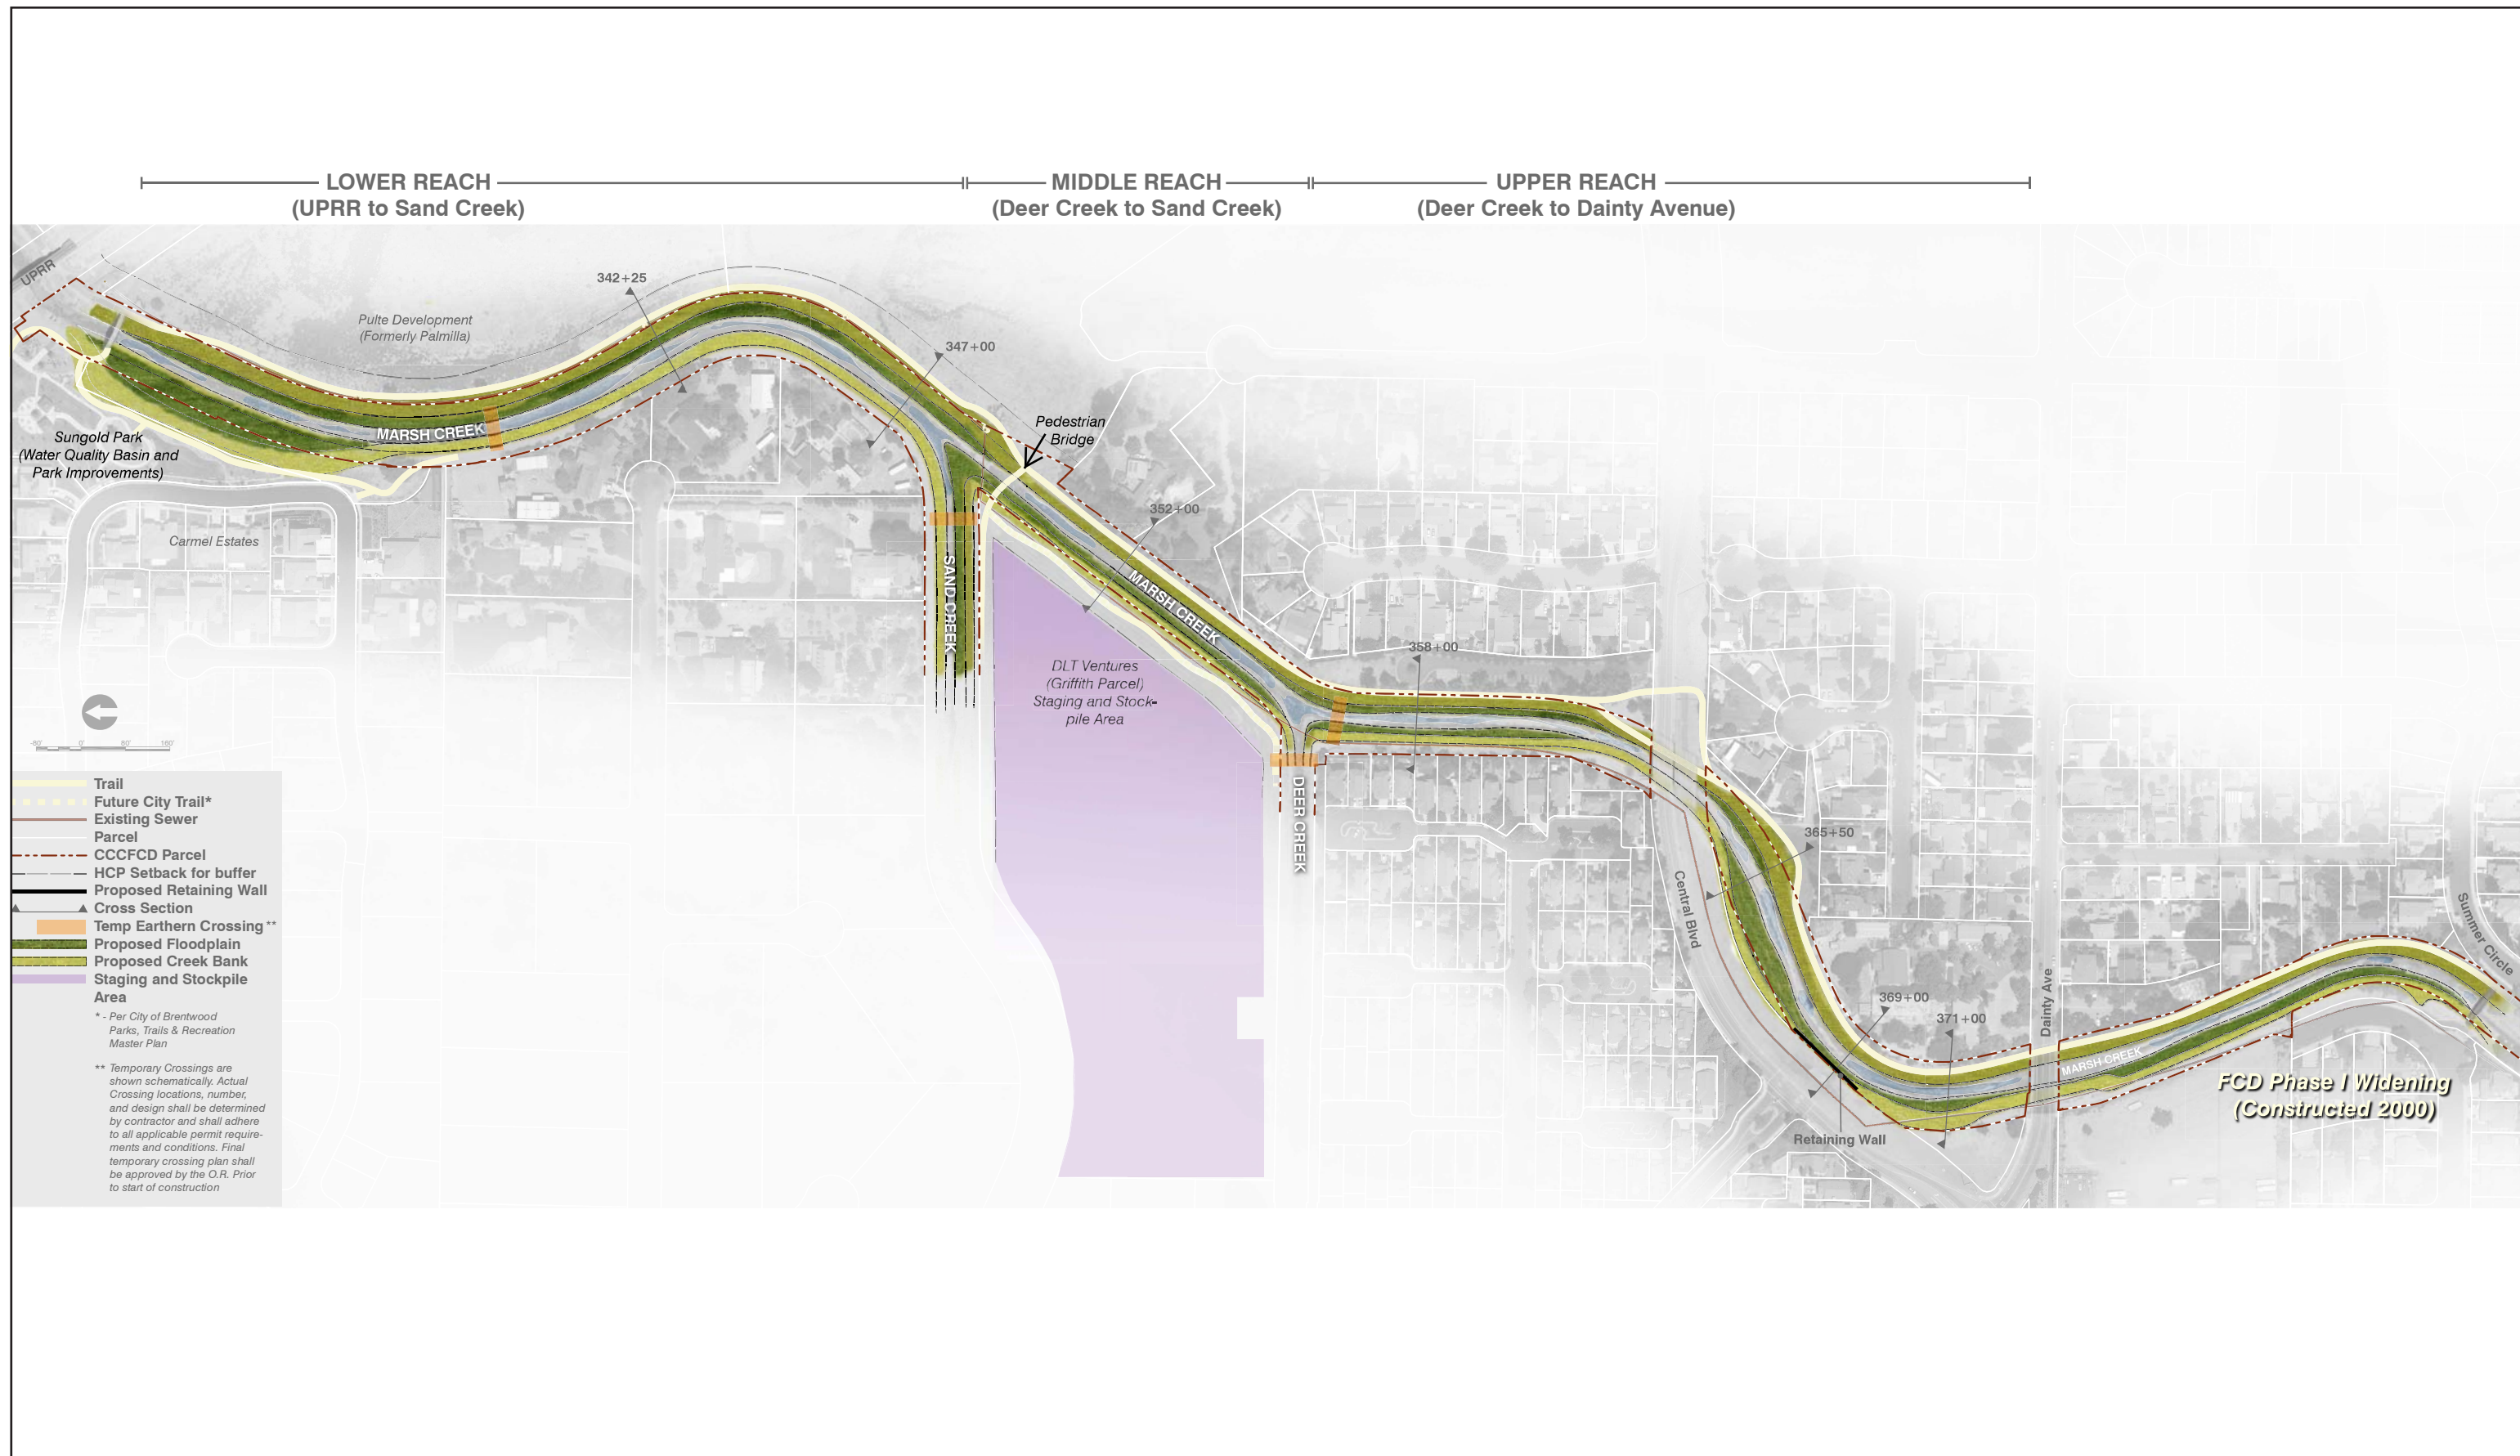 LOWER REACH
(UPRR to Sand Creek)
MIDDLE REACH
(Deer Creek to Sand Creek)
UPPER REACH
(Deer Creek to Dainty Avenue)
UPRR
342+25
Pulte Development
(Formerly Palmilla)
347+00
Pedestrian
Bridge
MARSH CREEK
Sungold Park
(Water Quality Basin and
Park Improvements)
Carmel Estates
352+00
SAND CREEK
MARSH CREEK
358+00
DLT Ventures
(Griffith Parcel)
Staging and Stock-
pile Area
DEER CREEK
365+50
Central Blvd
Summer Circle
Dainty Ave
369+00
371+00
MARSH CREEK
FCD Phase I Widening
(Constructed 2000)
Retaining Wall
-80' 0' 80' 160'
Trail
Future City Trail*
Existing Sewer
Parcel
CCCFCD Parcel
HCP Setback for buffer
Proposed Retaining Wall
Cross Section
Temp Earthern Crossing **
Proposed Floodplain
Proposed Creek Bank
Staging and Stockpile
Area
* - Per City of Brentwood
Parks, Trails & Recreation
Master Plan
** Temporary Crossings are
shown schematically. Actual
Crossing locations, number,
and design shall be determined
by contractor and shall adhere
to all applicable permit require-
ments and conditions. Final
temporary crossing plan shall
be approved by the O.R. Prior
to start of construction